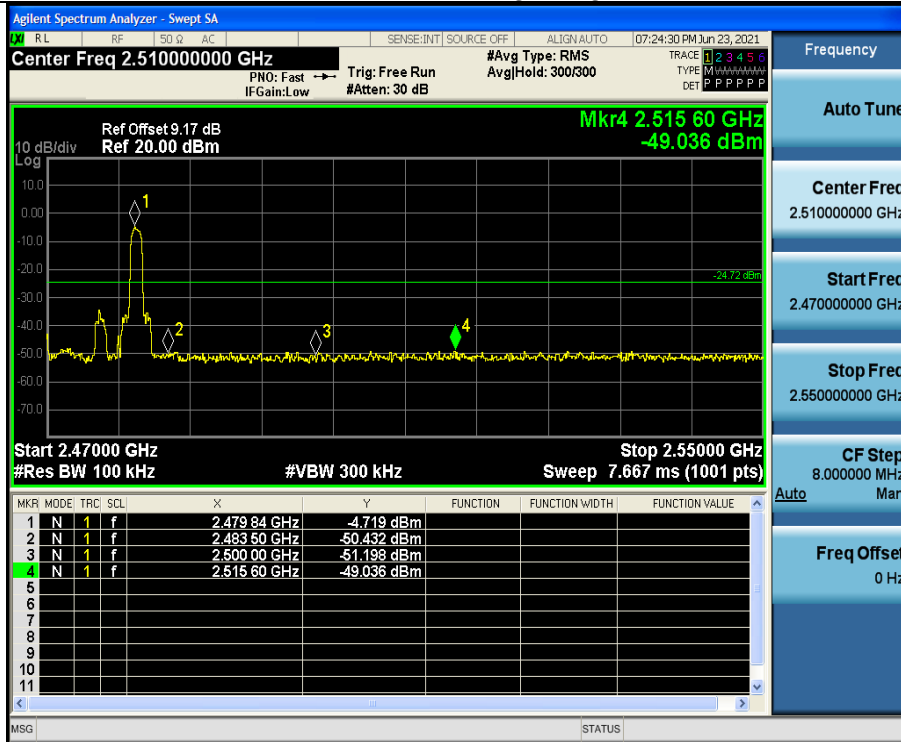 Agilent Spectrum Analyzer - Swept SA
LXI RL RF 50 Ω AC SENSE:INT SOURCE OFF ALIGN AUTO 07:24:30 PM Jun 23, 2021
Center Freq 2.510000000 GHz
PNO: Fast
IFGain:Low
Trig: Free Run
#Atten: 30 dB
#Avg Type: RMS
Avg|Hold: 300/300
TRACE 1 2 3 4 5 6
TYPE M
DET P P P P P P
Mkr4 2.515 60 GHz
-49.036 dBm
Ref Offset 9.17 dB
10 dB/div Ref 20.00 dBm
Log
10.0
0.00
-10.0
-20.0
-30.0
-40.0
-50.0
-60.0
-70.0
1
2
3
4
-24.72 dBm
Start 2.47000 GHz Stop 2.55000 GHz
#Res BW 100 kHz #VBW 300 kHz Sweep 7.667 ms (1001 pts)
MKR MODE TRC SCL X Y FUNCTION FUNCTION WIDTH FUNCTION VALUE
1 N 1 f 2.479 84 GHz -4.719 dBm
2 N 1 f 2.483 50 GHz -50.432 dBm
3 N 1 f 2.500 00 GHz -51.198 dBm
4 N 1 f 2.515 60 GHz -49.036 dBm
5
6
7
8
9
10
11
MSG STATUS
Frequency
Auto Tune
Center Freq
2.510000000 GHz
Start Freq
2.470000000 GHz
Stop Freq
2.550000000 GHz
CF Step
8.000000 MHz
Auto Man
Freq Offset
0 Hz